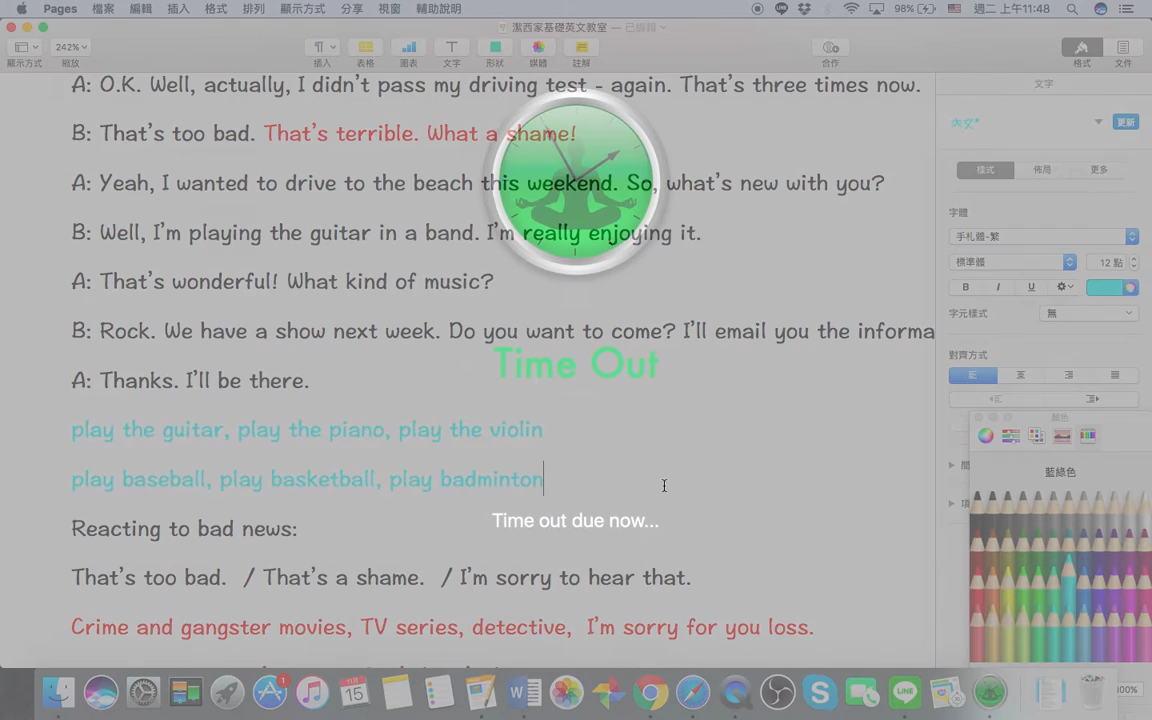 Pages 檔案 編輯 插入 格式 排列 顯示方式 分享 視窗 輔助說明 98% 週二 上午11:48
潔西家基礎英文教室 — 已編輯
242%
顯示方式 縮放 插入 表格 圖表 文字 形狀 媒體 註解 合作 格式 文件
A: O.K. Well, actually, I didn't pass my driving test - again. That's three times now.
B: That's too bad. That's terrible. What a shame!
A: Yeah, I wanted to drive to the beach this weekend. So, what's new with you?
B: Well, I'm playing the guitar in a band. I'm really enjoying it.
A: That's wonderful! What kind of music?
B: Rock. We have a show next week. Do you want to come? I'll email you the informa
Time Out
A: Thanks. I'll be there.
play the guitar, play the piano, play the violin
play baseball, play basketball, play badminton
Time out due now...
Reacting to bad news:
That's too bad. / That's a shame. / I'm sorry to hear that.
Crime and gangster movies, TV series, detective, I'm sorry for you loss.
文字
內文*
更新
樣式 佈局 更多
字體
手札體-繁
標準體 12 點
B I U
字元樣式 無
對齊方式
顏色
藍綠色
11月
15
1
100%